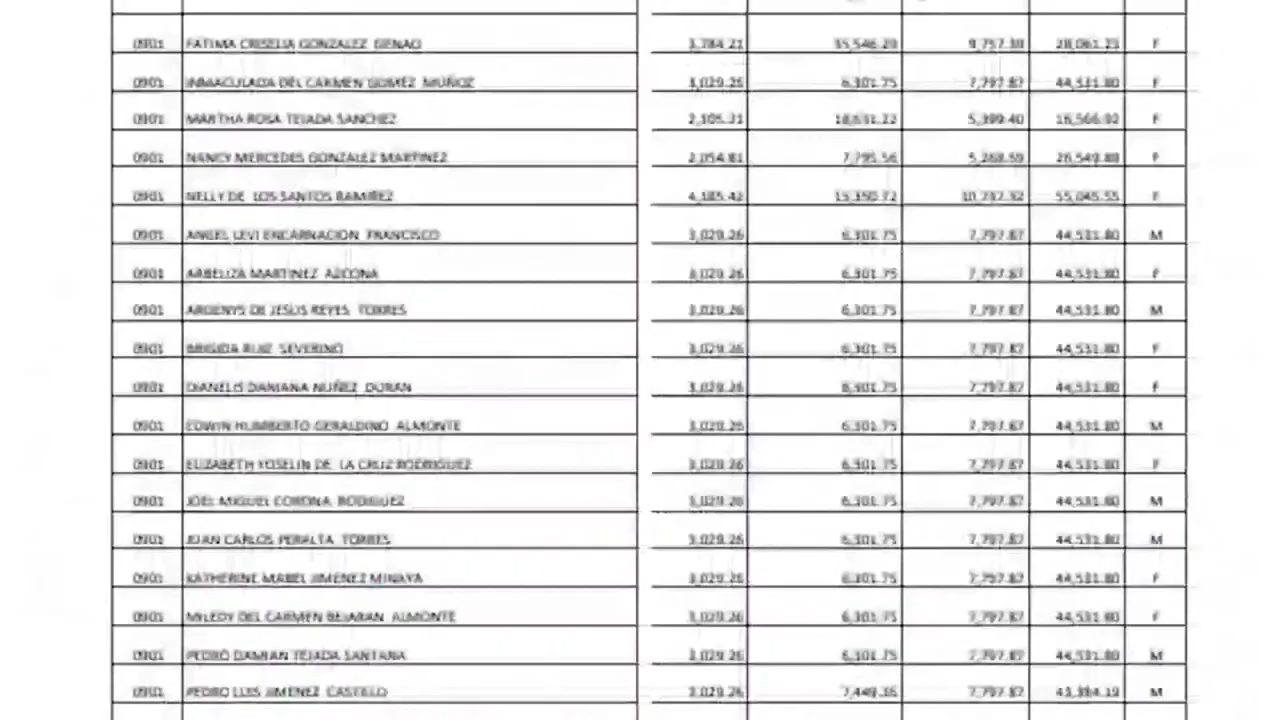 0901 FATIMA CRISELIA GONZALEZ GENAO 3,784.21 35,546.20 9,757.39 28,061.23 F
0901 INMACULADA DEL CARMEN GOMEZ MUÑOZ 3,029.26 6,301.75 7,797.87 44,531.80 F
0901 MARTHA ROSA TEJADA SANCHEZ 18,631.22 5,399.40 16,566.92 F
0901 NANCY MERCEDES GONZALEZ MARTINEZ 2,054.81 7,795.56 26,549.89 F
0901 NELLY DE LOS SANTOS RAMIREZ 4,185.42 15,350.72 55,045.55 F
0901 ANGEL LEVI ENCARNACION FRANCISCO 3,029.26 6,301.75 7,797.87 44,531.80 M
0901 ARBELIZA MARTINEZ AZCONA 3,029.26 6,301.75 7,797.87 44,531.80 F
0901 ARGENYS DE JESUS REYES TORRES 3,029.26 6,301.75 7,797.87 44,531.80 M
0901 BRIGIDA RUIZ SEVERINO 3,029.26 6,301.75 7,797.87 44,531.80 F
0901 DIANELIS DAMIANA NUÑEZ DURAN 3,029.26 6,301.75 7,797.87 44,531.80 F
0901 EDWIN HUMBERTO GERALDINO ALMONTE 3,029.26 6,301.75 7,797.87 44,531.80 M
0901 ELIZABETH YOSELIN DE LA CRUZ RODRIGUEZ 3,029.26 6,301.75 7,797.87 44,531.80 F
0901 JOEL MIGUEL CORONA RODIGUEZ 3,029.26 6,301.75 7,797.87 44,531.80 M
0901 JUAN CARLOS PERALTA TORRES 3,029.26 6,301.75 7,797.87 44,531.80 M
0901 KATHERINE MABEL JIMENEZ MINAYA 3,029.26 6,301.75 7,797.87 44,531.80 F
0901 MILEDY DEL CARMEN BEJARAN ALMONTE 3,029.26 6,301.75 7,797.87 44,531.80 F
0901 PEDRO DAMIAN TEJADA SANTANA 3,029.26 6,301.75 7,797.87 44,531.80 M
0901 PEDRO LUIS JIMENEZ CASTILLO 3,029.26 7,449.36 7,797.87 43,384.19 M